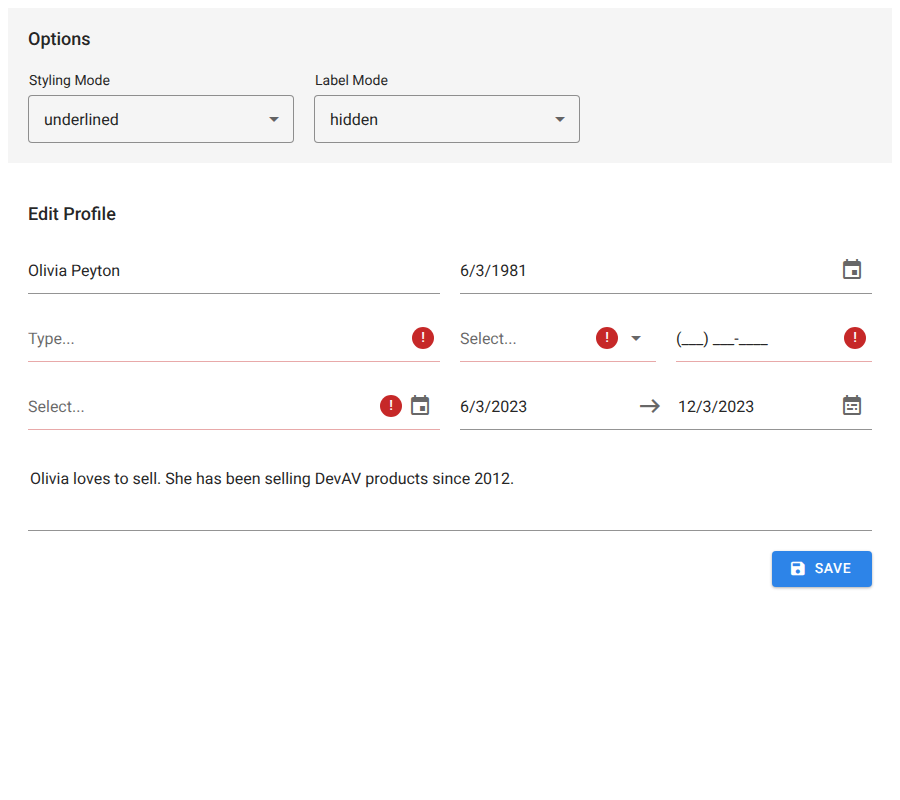 Options
Styling Mode Label Mode
underlined hidden
Edit Profile
Olivia Peyton 6/3/1981
Type... ! Select... ! (___) ___-____ !
Select... ! 6/3/2023 → 12/3/2023
Olivia loves to sell. She has been selling DevAV products since 2012.
SAVE